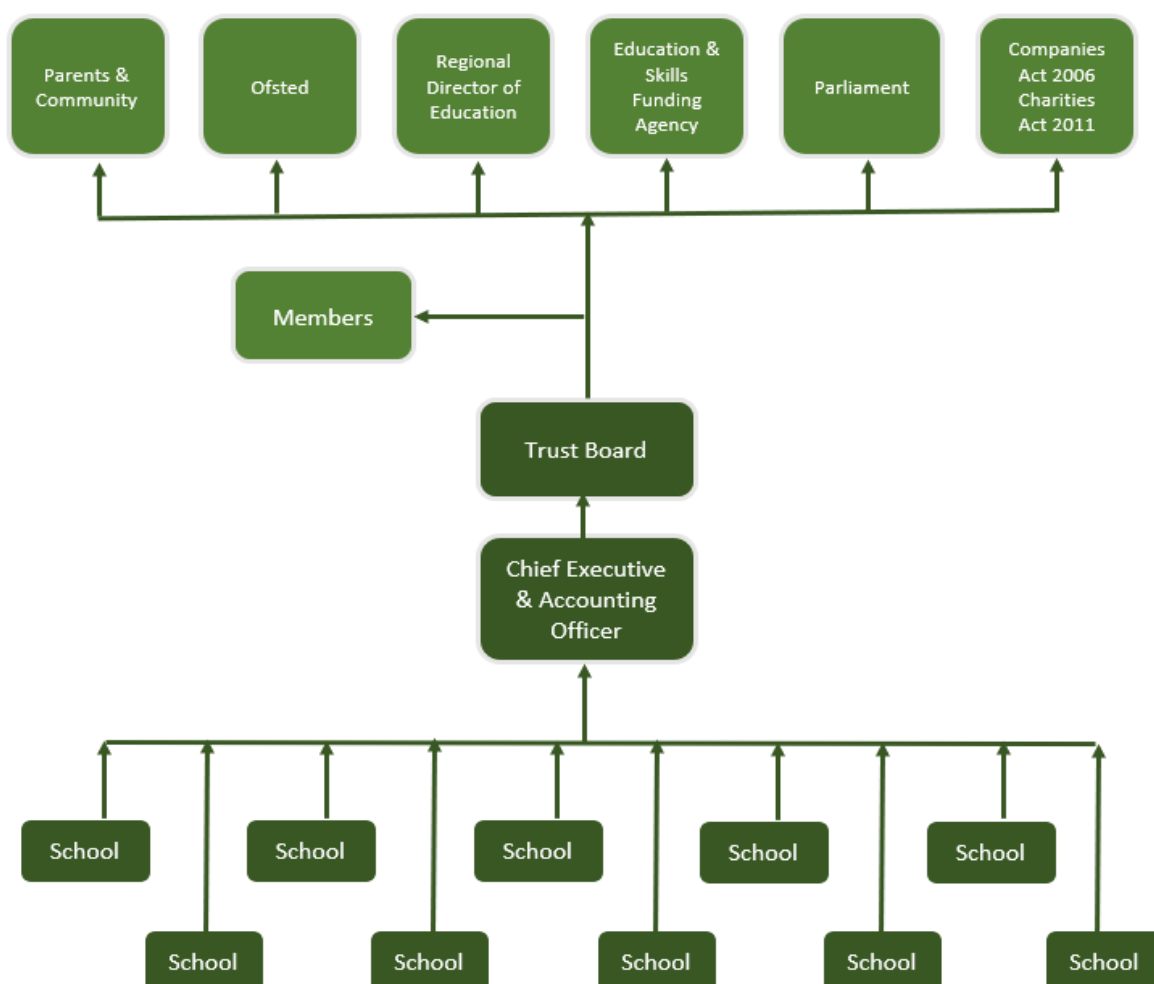 Parents &
Community
Ofsted
Regional
Director of
Education
Education &
Skills
Funding
Agency
Parliament
Companies
Act 2006
Charities
Act 2011
Members
Trust Board
Chief Executive
& Accounting
Officer
School
School
School
School
School
School
School
School
School
School